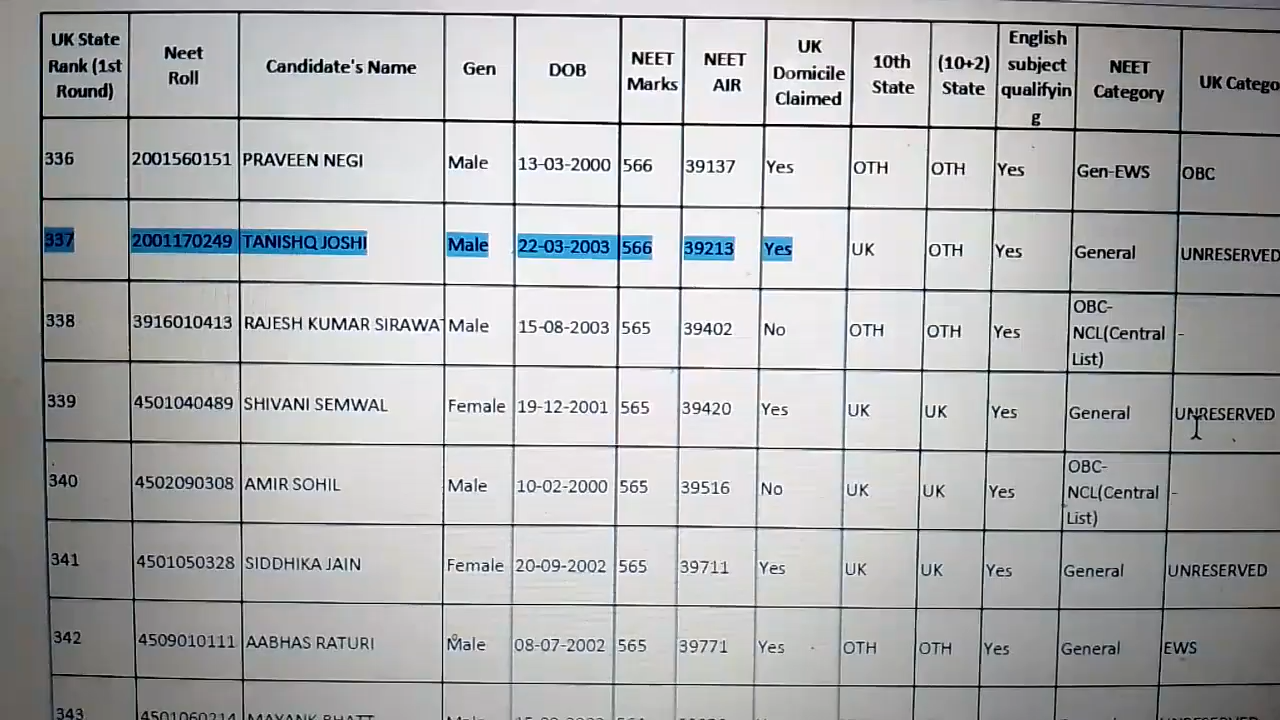 UK State Rank (1st Round) Neet Roll Candidate's Name Gen DOB NEET Marks NEET AIR UK Domicile Claimed 10th State (10+2) State English subject qualifying NEET Category UK Catego
336 2001560151 PRAVEEN NEGI Male 13-03-2000 566 39137 Yes OTH OTH Yes Gen-EWS OBC
337 2001170249 TANISHQ JOSHI Male 22-03-2003 566 39213 Yes UK OTH Yes General UNRESERVED
338 3916010413 RAJESH KUMAR SIRAWAT Male 15-08-2003 565 39402 No OTH OTH Yes OBC-NCL(Central List) -
339 4501040489 SHIVANI SEMWAL Female 19-12-2001 565 39420 Yes UK UK Yes General UNRESERVED
340 4502090308 AMIR SOHIL Male 10-02-2000 565 39516 No UK UK Yes OBC-NCL(Central List) -
341 4501050328 SIDDHIKA JAIN Female 20-09-2002 565 39711 Yes UK UK Yes General UNRESERVED
342 4509010111 AABHAS RATURI Male 08-07-2002 565 39771 Yes OTH OTH Yes General EWS
343 4501060214 MAYANK BHATT